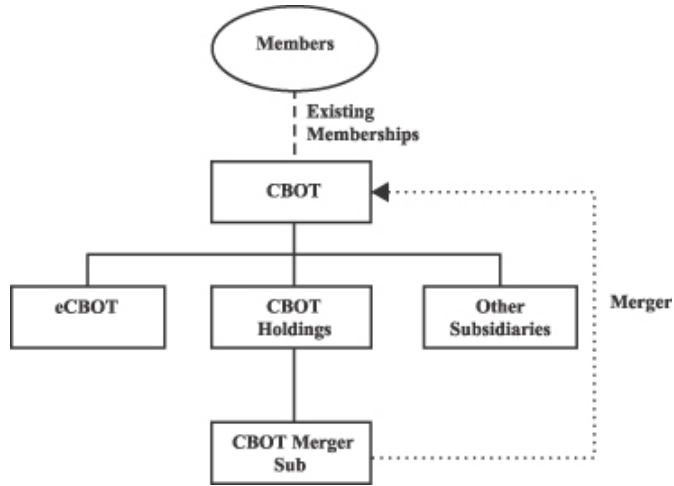 Members
Existing
Memberships
CBOT
eCBOT
CBOT
Holdings
Other
Subsidiaries
Merger
CBOT Merger
Sub